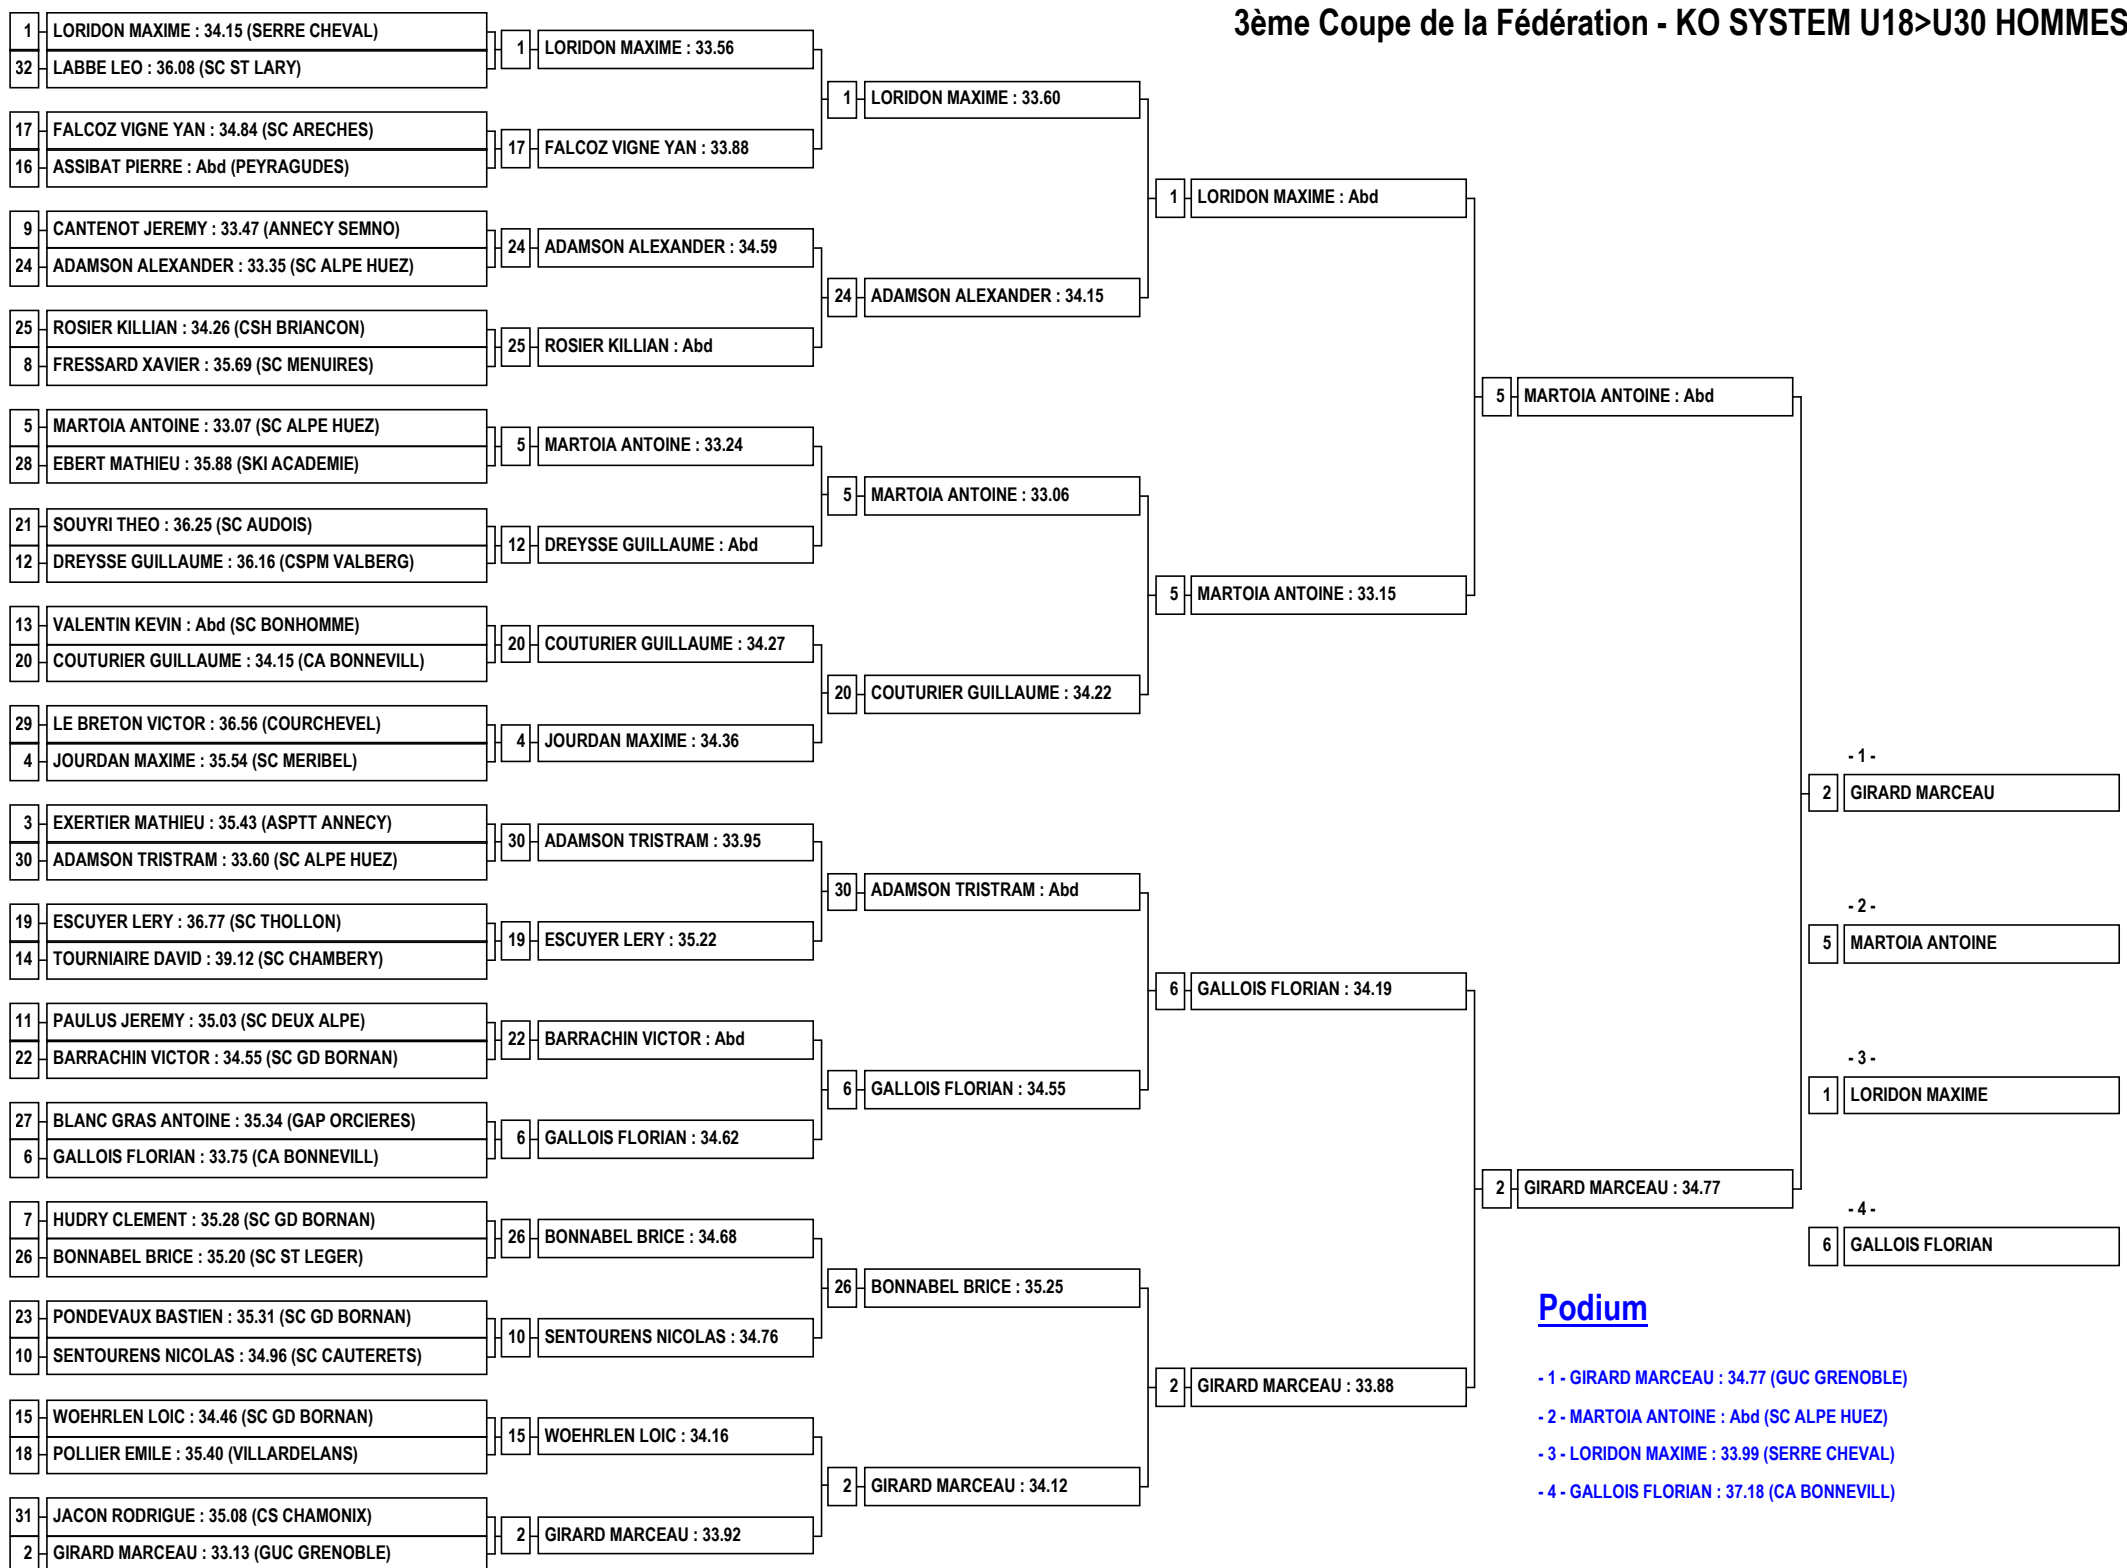 3ème Coupe de la Fédération - KO SYSTEM U18>U30 HOMMES
1 LORIDON MAXIME : 34.15 (SERRE CHEVAL)
32 LABBE LEO : 36.08 (SC ST LARY)
17 FALCOZ VIGNE YAN : 34.84 (SC ARECHES)
16 ASSIBAT PIERRE : Abd (PEYRAGUDES)
9 CANTENOT JEREMY : 33.47 (ANNECY SEMNO)
24 ADAMSON ALEXANDER : 33.35 (SC ALPE HUEZ)
25 ROSIER KILLIAN : 34.26 (CSH BRIANCON)
8 FRESSARD XAVIER : 35.69 (SC MENUIRES)
5 MARTOIA ANTOINE : 33.07 (SC ALPE HUEZ)
28 EBERT MATHIEU : 35.88 (SKI ACADEMIE)
21 SOUYRI THEO : 36.25 (SC AUDOIS)
12 DREYSSE GUILLAUME : 36.16 (CSPM VALBERG)
13 VALENTIN KEVIN : Abd (SC BONHOMME)
20 COUTURIER GUILLAUME : 34.15 (CA BONNEVILL)
29 LE BRETON VICTOR : 36.56 (COURCHEVEL)
4 JOURDAN MAXIME : 35.54 (SC MERIBEL)
3 EXERTIER MATHIEU : 35.43 (ASPTT ANNECY)
30 ADAMSON TRISTRAM : 33.60 (SC ALPE HUEZ)
19 ESCUYER LERY : 36.77 (SC THOLLON)
14 TOURNIAIRE DAVID : 39.12 (SC CHAMBERY)
11 PAULUS JEREMY : 35.03 (SC DEUX ALPE)
22 BARRACHIN VICTOR : 34.55 (SC GD BORNAN)
27 BLANC GRAS ANTOINE : 35.34 (GAP ORCIERES)
6 GALLOIS FLORIAN : 33.75 (CA BONNEVILL)
7 HUDRY CLEMENT : 35.28 (SC GD BORNAN)
26 BONNABEL BRICE : 35.20 (SC ST LEGER)
23 PONDEVAUX BASTIEN : 35.31 (SC GD BORNAN)
10 SENTOURENS NICOLAS : 34.96 (SC CAUTERETS)
15 WOEHRLEN LOIC : 34.46 (SC GD BORNAN)
18 POLLIER EMILE : 35.40 (VILLARDELANS)
31 JACON RODRIGUE : 35.08 (CS CHAMONIX)
2 GIRARD MARCEAU : 33.13 (GUC GRENOBLE)
1 LORIDON MAXIME : 33.56
17 FALCOZ VIGNE YAN : 33.88
24 ADAMSON ALEXANDER : 34.59
25 ROSIER KILLIAN : Abd
5 MARTOIA ANTOINE : 33.24
12 DREYSSE GUILLAUME : Abd
20 COUTURIER GUILLAUME : 34.27
4 JOURDAN MAXIME : 34.36
30 ADAMSON TRISTRAM : 33.95
19 ESCUYER LERY : 35.22
22 BARRACHIN VICTOR : Abd
6 GALLOIS FLORIAN : 34.62
26 BONNABEL BRICE : 34.68
10 SENTOURENS NICOLAS : 34.76
15 WOEHRLEN LOIC : 34.16
2 GIRARD MARCEAU : 33.92
1 LORIDON MAXIME : 33.60
24 ADAMSON ALEXANDER : 34.15
5 MARTOIA ANTOINE : 33.06
20 COUTURIER GUILLAUME : 34.22
30 ADAMSON TRISTRAM : Abd
6 GALLOIS FLORIAN : 34.55
26 BONNABEL BRICE : 35.25
2 GIRARD MARCEAU : 34.12
1 LORIDON MAXIME : Abd
5 MARTOIA ANTOINE : 33.15
6 GALLOIS FLORIAN : 34.19
2 GIRARD MARCEAU : 33.88
5 MARTOIA ANTOINE : Abd
2 GIRARD MARCEAU : 34.77
- 1 -
2 GIRARD MARCEAU
- 2 -
5 MARTOIA ANTOINE
- 3 -
1 LORIDON MAXIME
- 4 -
6 GALLOIS FLORIAN
Podium
- 1 - GIRARD MARCEAU : 34.77 (GUC GRENOBLE)
- 2 - MARTOIA ANTOINE : Abd (SC ALPE HUEZ)
- 3 - LORIDON MAXIME : 33.99 (SERRE CHEVAL)
- 4 - GALLOIS FLORIAN : 37.18 (CA BONNEVILL)